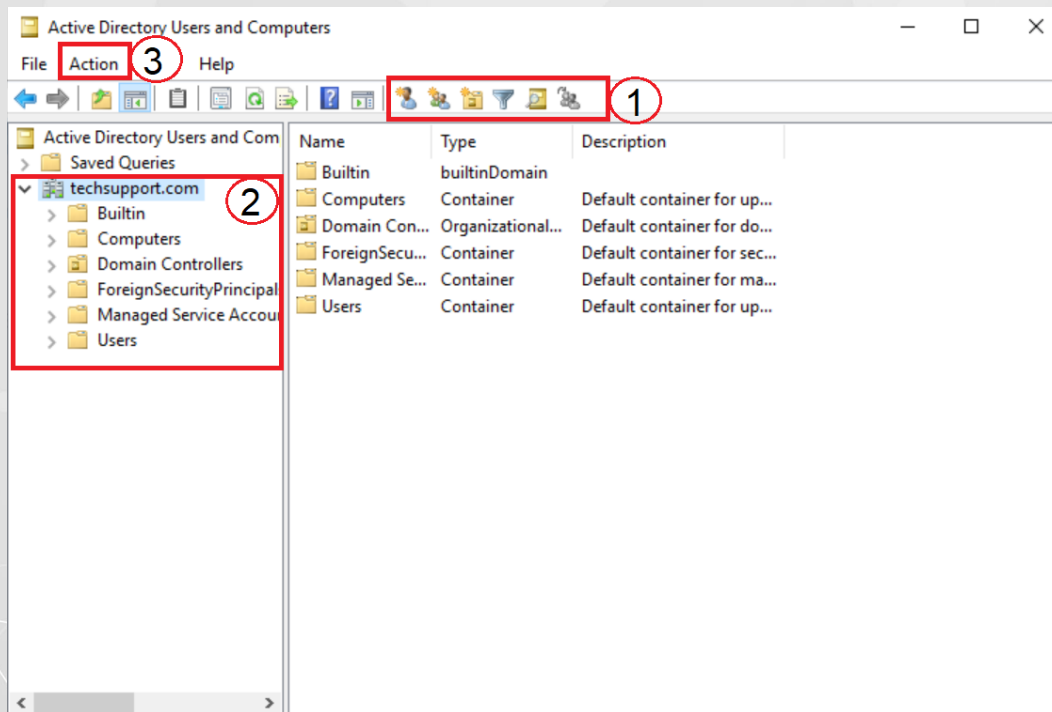 Active Directory Users and Computers
File Action 3 Help
1
Active Directory Users and Com
Saved Queries
techsupport.com
2
Builtin
Computers
Domain Controllers
ForeignSecurityPrincipal
Managed Service Accou
Users
Name Type Description
Builtin builtinDomain
Computers Container Default container for up...
Domain Con... Organizational... Default container for do...
ForeignSecu... Container Default container for sec...
Managed Se... Container Default container for ma...
Users Container Default container for up...